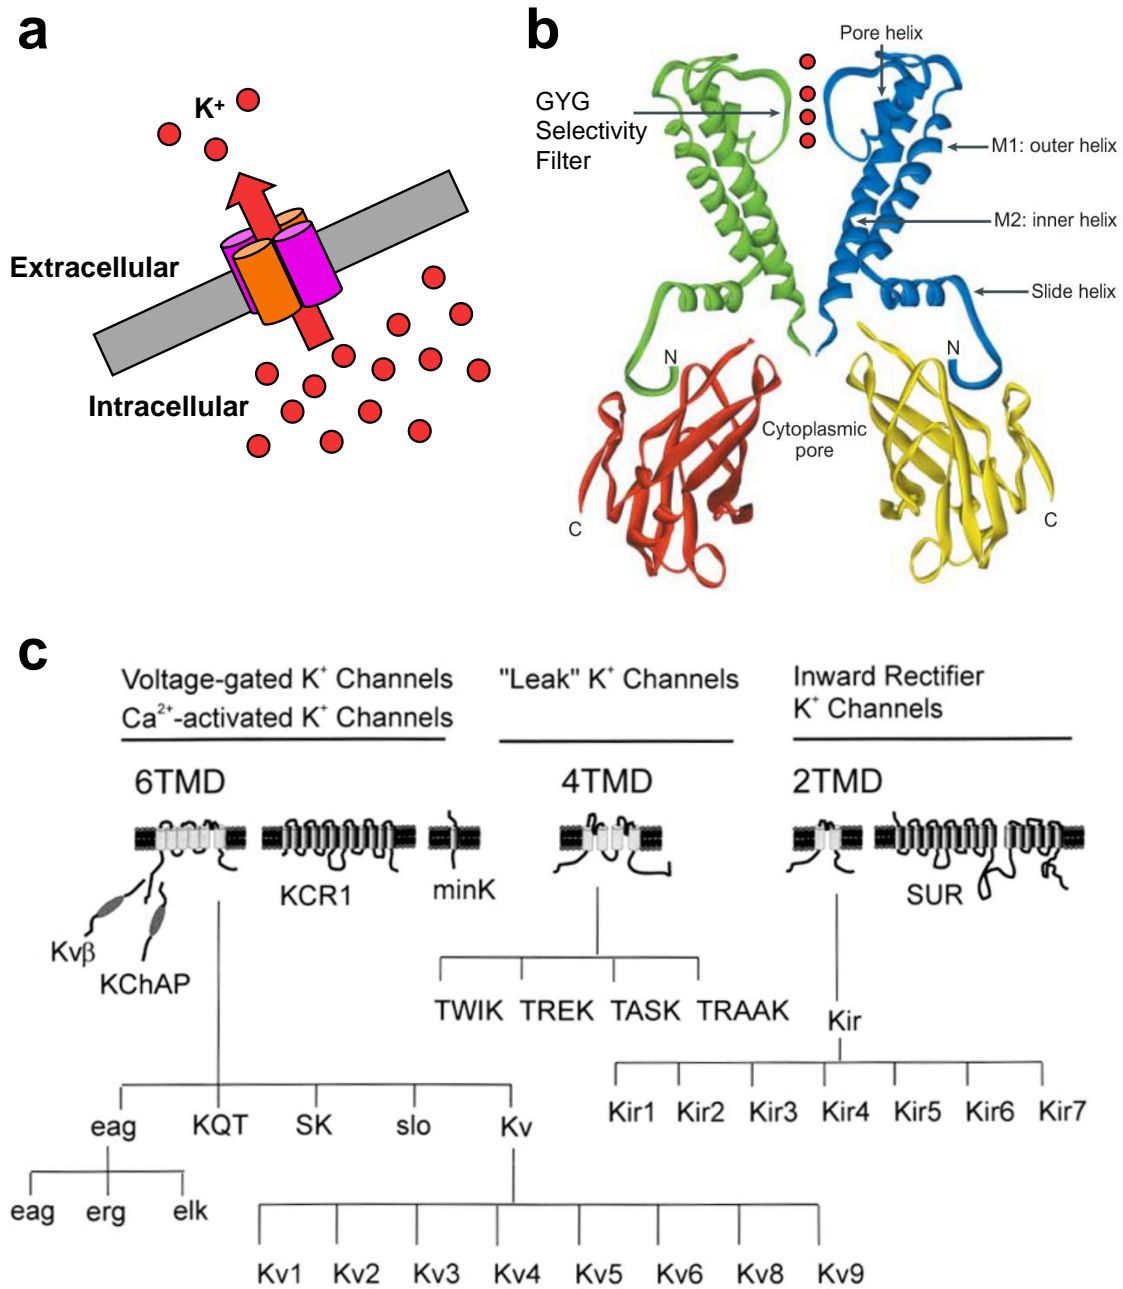 a
K+
Extracellular
Intracellular
b
Pore helix
GYG
Selectivity
Filter
M1: outer helix
M2: inner helix
Slide helix
N
N
Cytoplasmic
pore
C
C
c
Voltage-gated K+ Channels
Ca2+-activated K+ Channels
"Leak" K+ Channels
Inward Rectifier
K+ Channels
6TMD
4TMD
2TMD
KCR1
minK
SUR
Kvβ
KChAP
TWIK TREK TASK TRAAK
Kir
Kir1 Kir2 Kir3 Kir4 Kir5 Kir6 Kir7
eag KQT SK slo Kv
eag erg elk
Kv1 Kv2 Kv3 Kv4 Kv5 Kv6 Kv8 Kv9